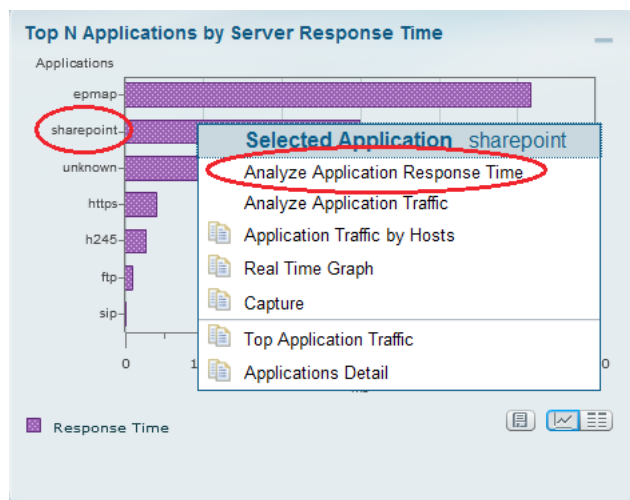 Top N Applications by Server Response Time
Applications
epmap
sharepoint
Selected Application sharepoint
Analyze Application Response Time
unknown
Analyze Application Traffic
https
Application Traffic by Hosts
h245
Real Time Graph
ftp
Capture
sip
Top Application Traffic
0
1
0
Applications Detail
Response Time